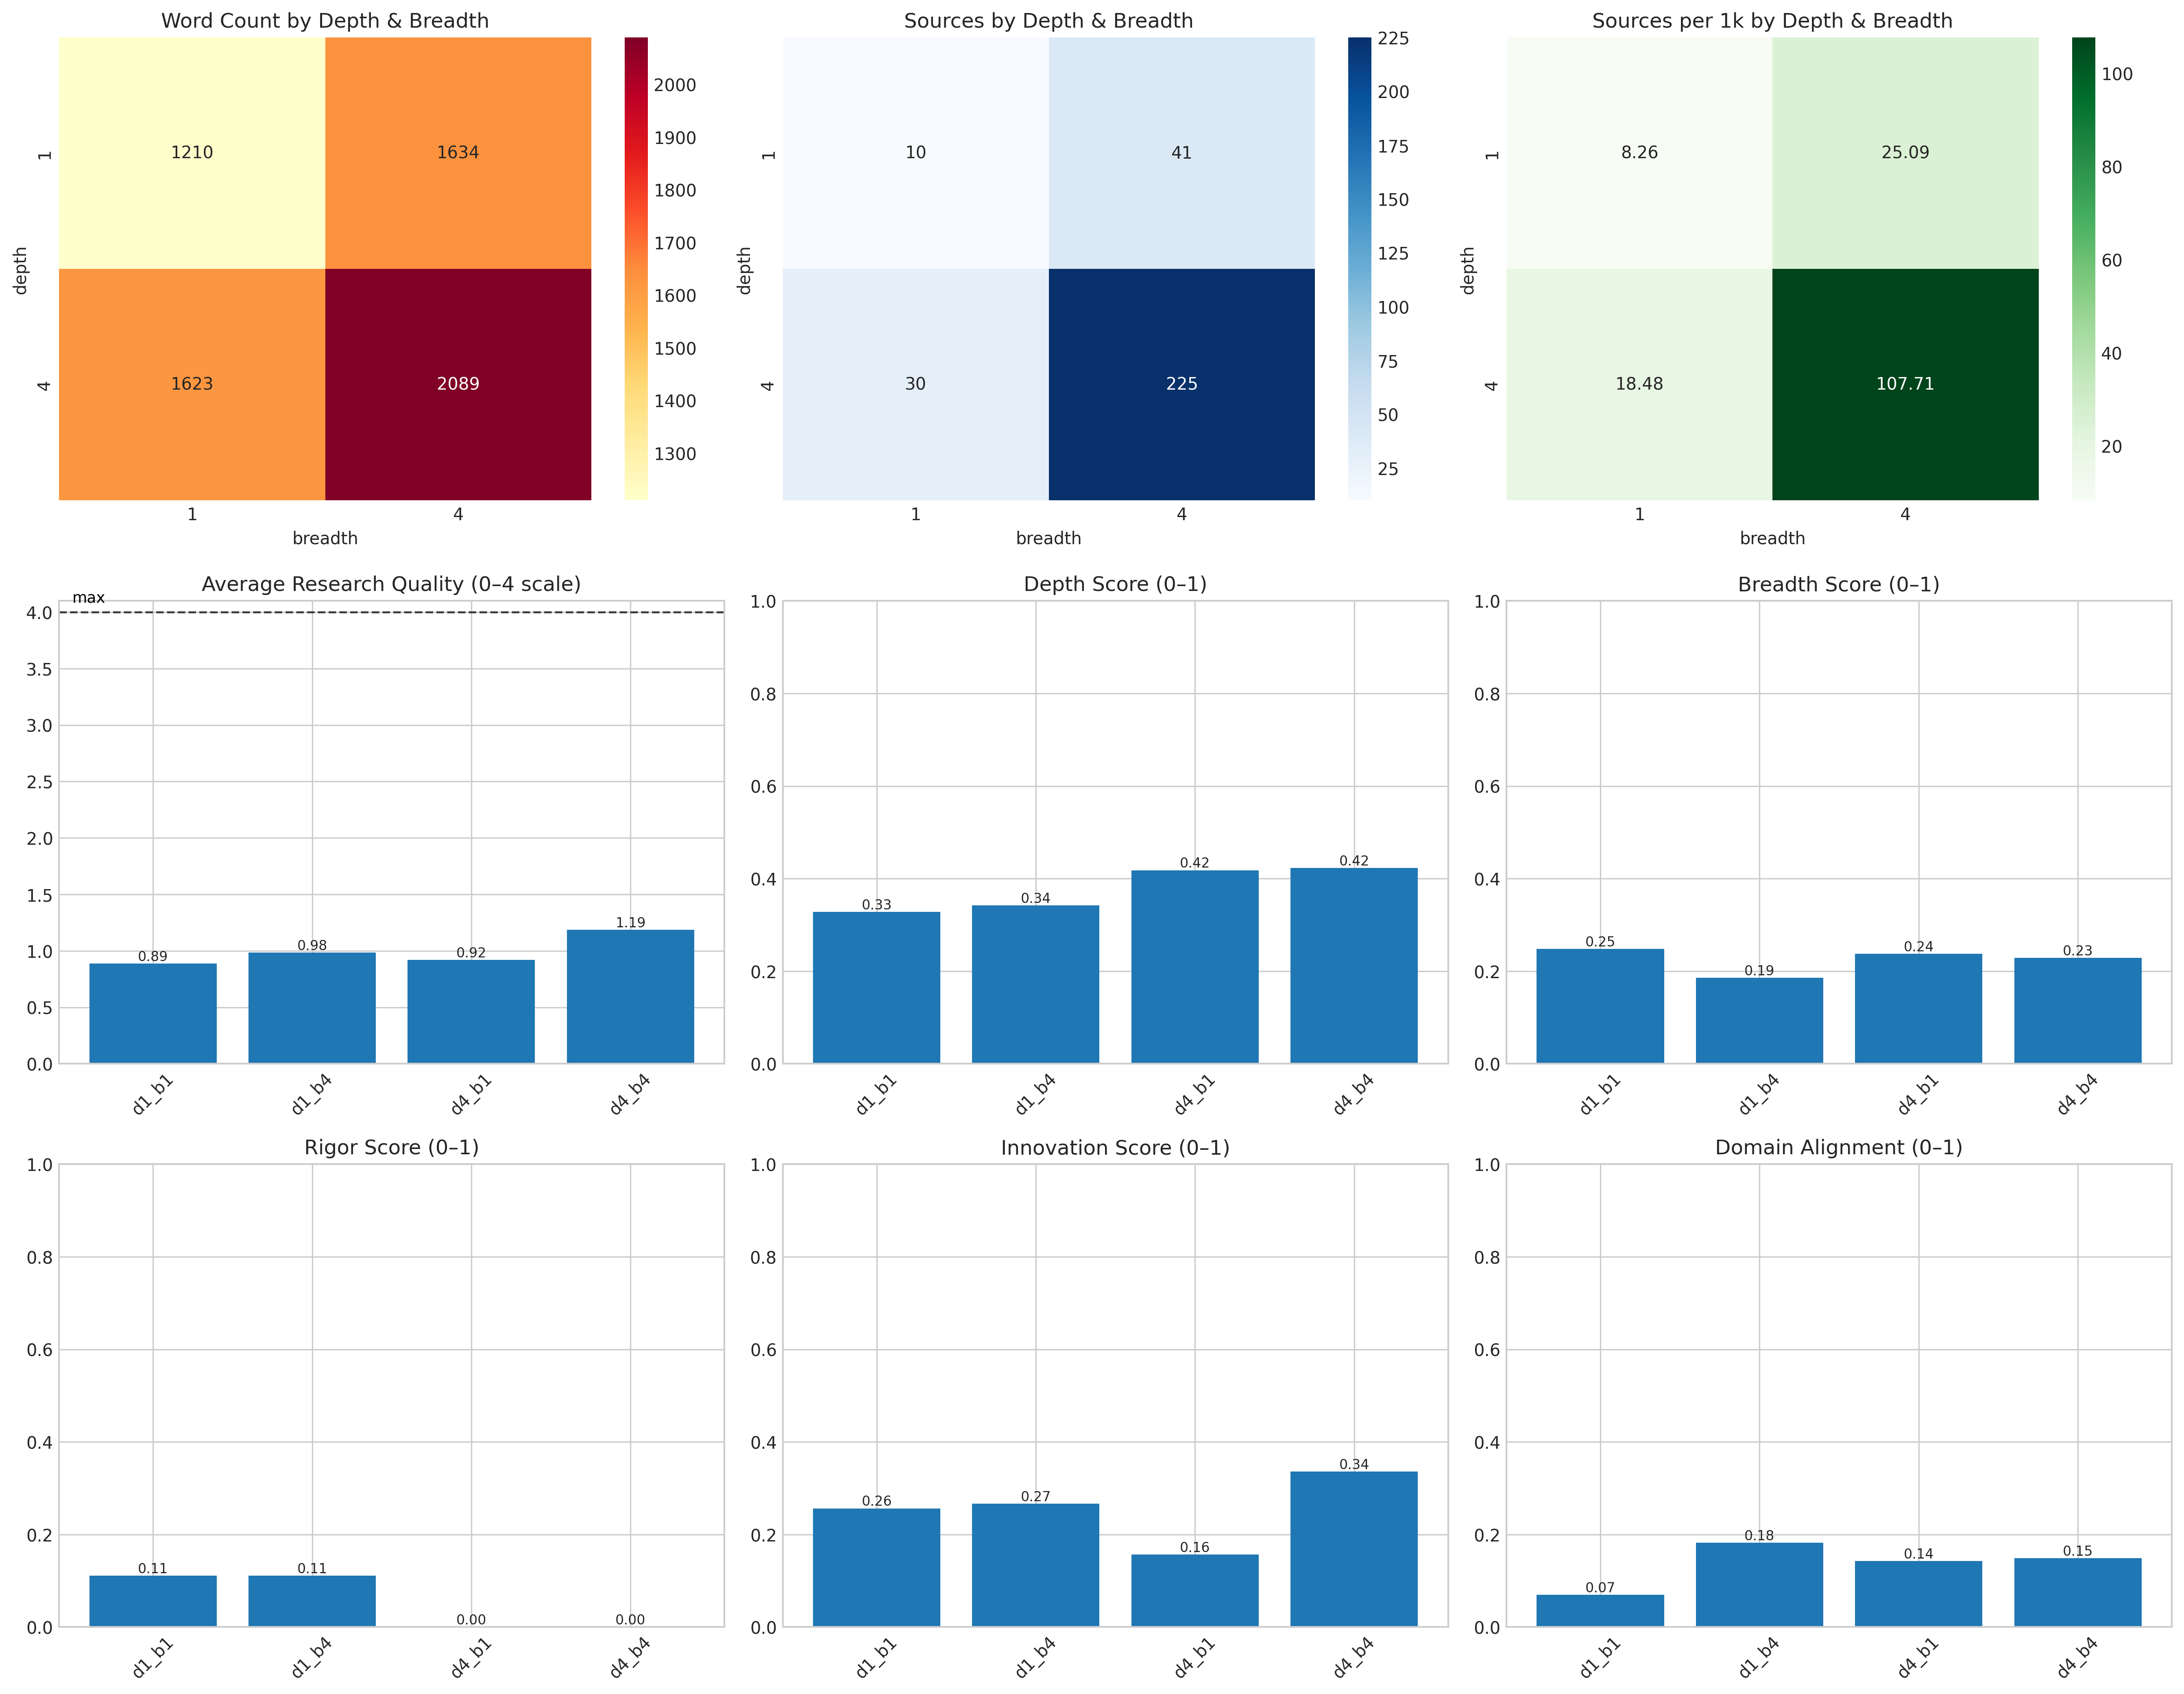 Word Count by Depth & Breadth
1210 1634
1623 2089
1
4
depth
1 4
breadth
2000
1900
1800
1700
1600
1500
1400
1300
Sources by Depth & Breadth
10 41
30 225
1
4
depth
1 4
breadth
225
200
175
150
125
100
75
50
25
Sources per 1k by Depth & Breadth
8.26 25.09
18.48 107.71
1
4
depth
1 4
breadth
100
80
60
40
20
Average Research Quality (0–4 scale)
max
4.0
3.5
3.0
2.5
2.0
1.5
1.0
0.5
0.0
0.89 0.98 0.92 1.19
d1_b1 d1_b4 d4_b1 d4_b4
Depth Score (0–1)
1.0
0.8
0.6
0.4
0.2
0.0
0.33 0.34 0.42 0.42
d1_b1 d1_b4 d4_b1 d4_b4
Breadth Score (0–1)
1.0
0.8
0.6
0.4
0.2
0.0
0.25 0.19 0.24 0.23
d1_b1 d1_b4 d4_b1 d4_b4
Rigor Score (0–1)
1.0
0.8
0.6
0.4
0.2
0.0
0.11 0.11 0.00 0.00
d1_b1 d1_b4 d4_b1 d4_b4
Innovation Score (0–1)
1.0
0.8
0.6
0.4
0.2
0.0
0.26 0.27 0.16 0.34
d1_b1 d1_b4 d4_b1 d4_b4
Domain Alignment (0–1)
1.0
0.8
0.6
0.4
0.2
0.0
0.07 0.18 0.14 0.15
d1_b1 d1_b4 d4_b1 d4_b4